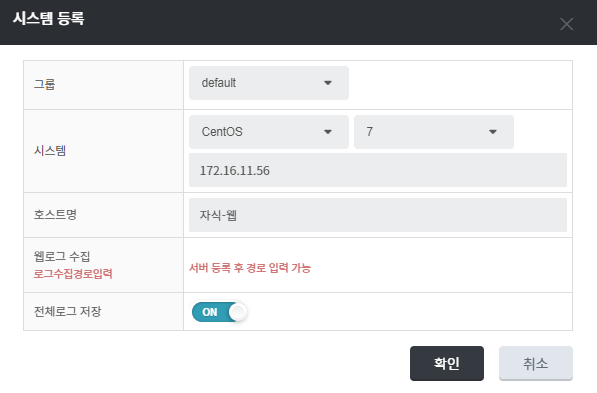 시스템 등록
그룹
default
시스템
CentOS
7
172.16.11.56
호스트명
자식-웹
웹로그 수집
로그수집경로입력
서버 등록 후 경로 입력 가능
전체로그 저장
ON
확인
취소